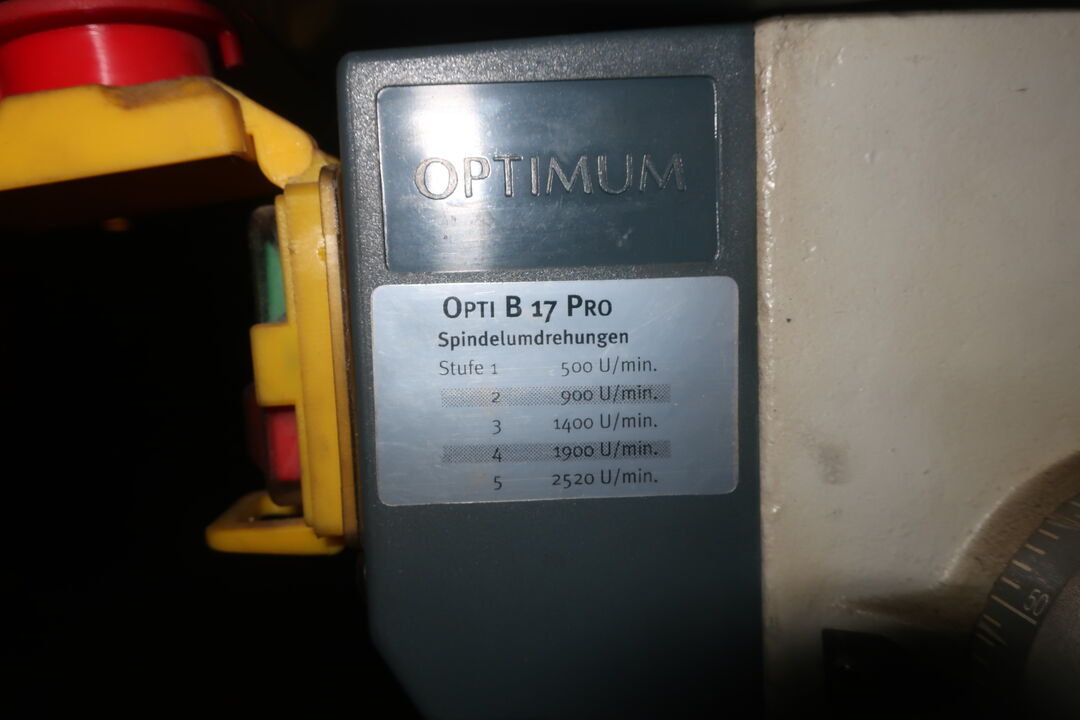 OPTIMUM
OPTI B 17 PRO
Spindelumdrehungen
Stufe 1 500 U/min.
2 900 U/min.
3 1400 U/min.
4 1900 U/min.
5 2520 U/min.